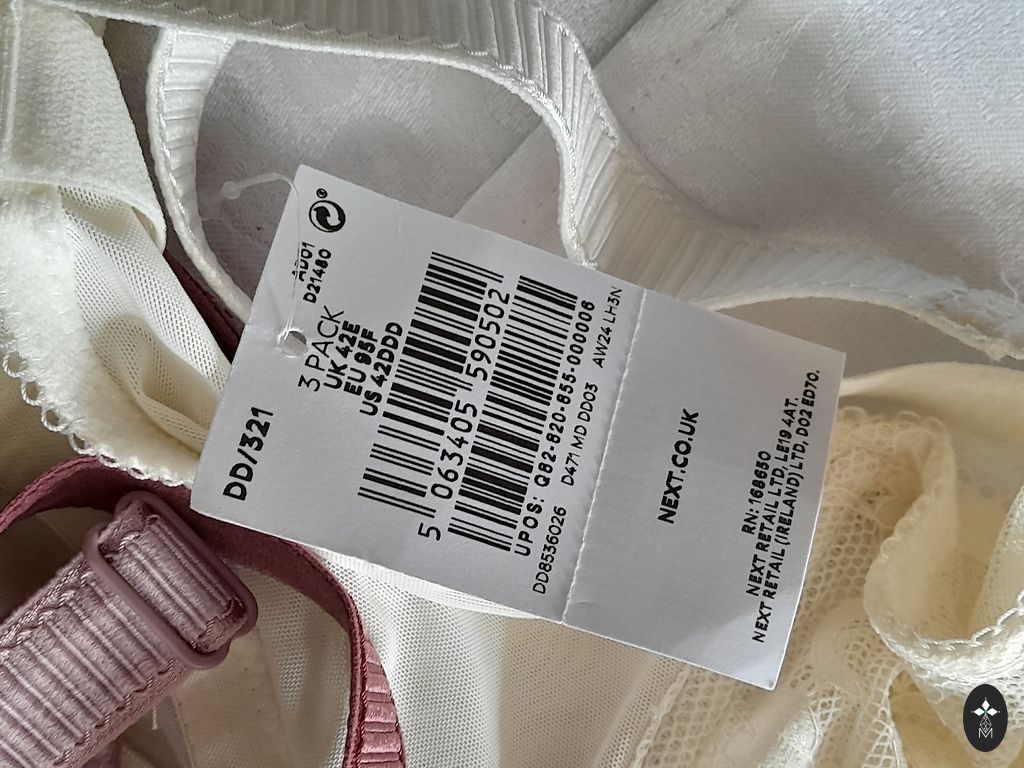 AD01
D21480
3 PACK
UK 42E
EU 95F
US 42DDD
DD/321
5 063405 590502
UPOS: Q82-820-855-000006
DD8536026 D471 MD DD03 AW24 LH3N
NEXT.CO.UK
RN: 168650
NEXT RETAIL LTD, LE19 4AT.
NEXT RETAIL (IRELAND) LTD, D02 ED70.